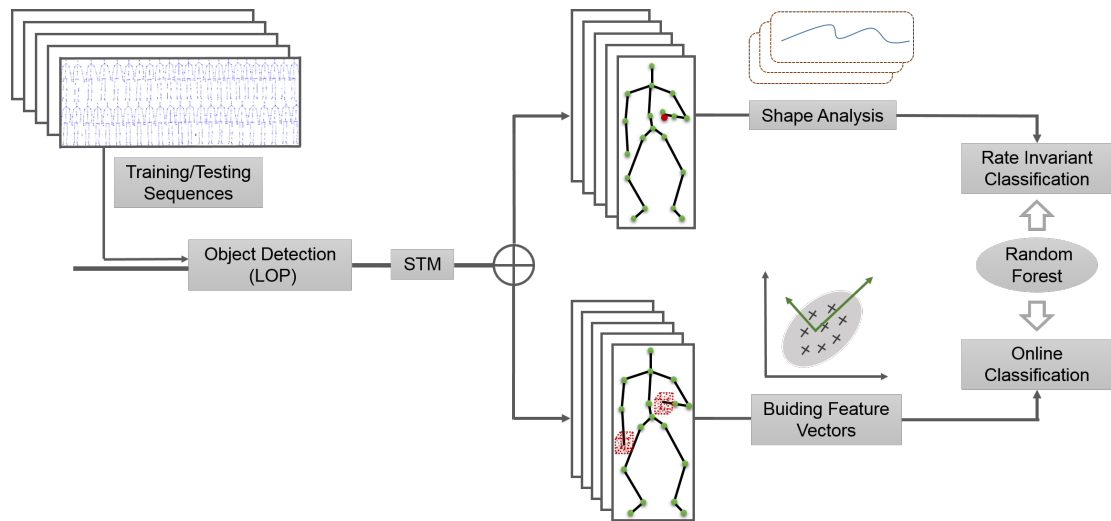 Training/Testing
Sequences
Object Detection
(LOP)
STM
Shape Analysis
Rate Invariant
Classification
Random
Forest
Online
Classification
Buiding Feature
Vectors